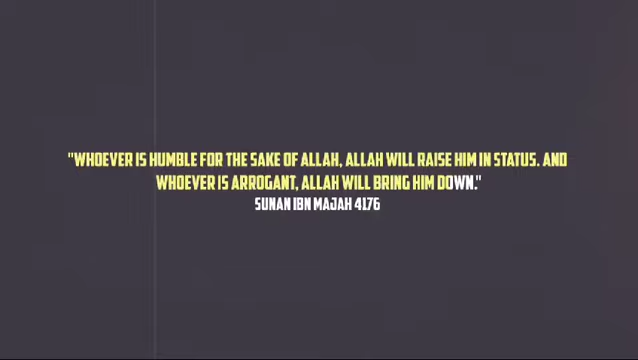 "WHOEVER IS HUMBLE FOR THE SAKE OF ALLAH, ALLAH WILL RAISE HIM IN STATUS. AND
WHOEVER IS ARROGANT, ALLAH WILL BRING HIM DOWN."
SUNAN IBN MAJAH 4176